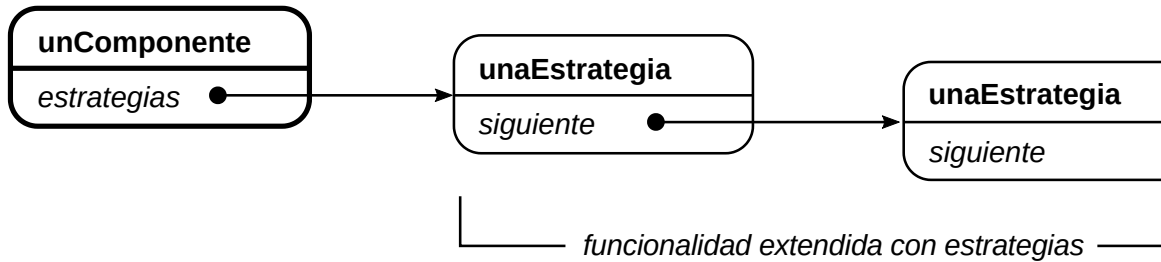 unComponente
estrategias
unaEstrategia
siguiente
unaEstrategia
siguiente
funcionalidad extendida con estrategias